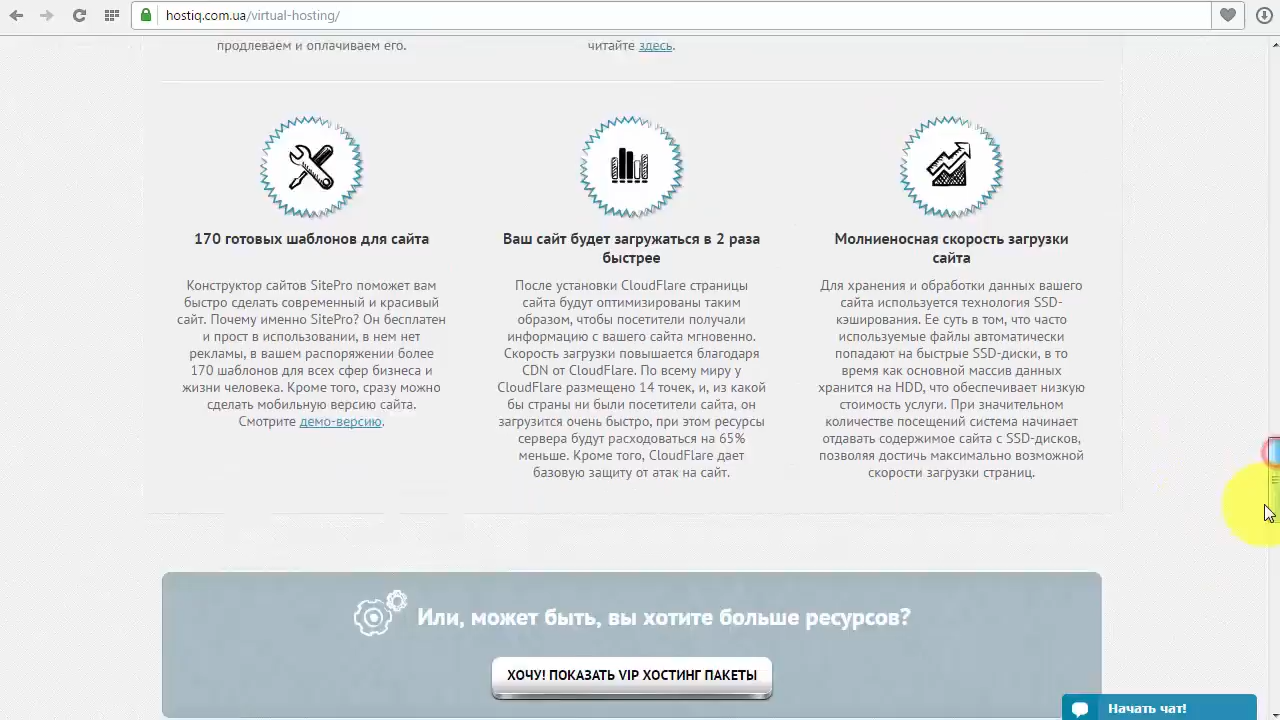 hostiq.com.ua/virtual-hosting/
продлеваем и оплачиваем его.
читайте здесь.
170 готовых шаблонов для сайта
Конструктор сайтов SitePro поможет вам
быстро сделать современный и красивый
сайт. Почему именно SitePro? Он бесплатен
и прост в использовании, в нем нет
рекламы, в вашем распоряжении более
170 шаблонов для всех сфер бизнеса и
жизни человека. Кроме того, сразу можно
сделать мобильную версию сайта.
Смотрите демо-версию.
Ваш сайт будет загружаться в 2 раза
быстрее
После установки CloudFlare страницы
сайта будут оптимизированы таким
образом, чтобы посетители получали
информацию с вашего сайта мгновенно.
Скорость загрузки повышается благодаря
CDN от CloudFlare. По всему миру у
CloudFlare размещено 14 точек, и, из какой
бы страны ни были посетители сайта, он
загрузится очень быстро, при этом ресурсы
сервера будут расходоваться на 65%
меньше. Кроме того, CloudFlare дает
базовую защиту от атак на сайт.
Молниеносная скорость загрузки
сайта
Для хранения и обработки данных вашего
сайта используется технология SSD-
кэширования. Ее суть в том, что часто
используемые файлы автоматически
попадают на быстрые SSD-диски, в то
время как основной массив данных
хранится на HDD, что обеспечивает низкую
стоимость услуги. При значительном
количестве посещений система начинает
отдавать содержимое сайта с SSD-дисков,
позволяя достичь максимально возможной
скорости загрузки страниц.
Или, может быть, вы хотите больше ресурсов?
ХОЧУ! ПОКАЗАТЬ VIP ХОСТИНГ ПАКЕТЫ
Начать чат!